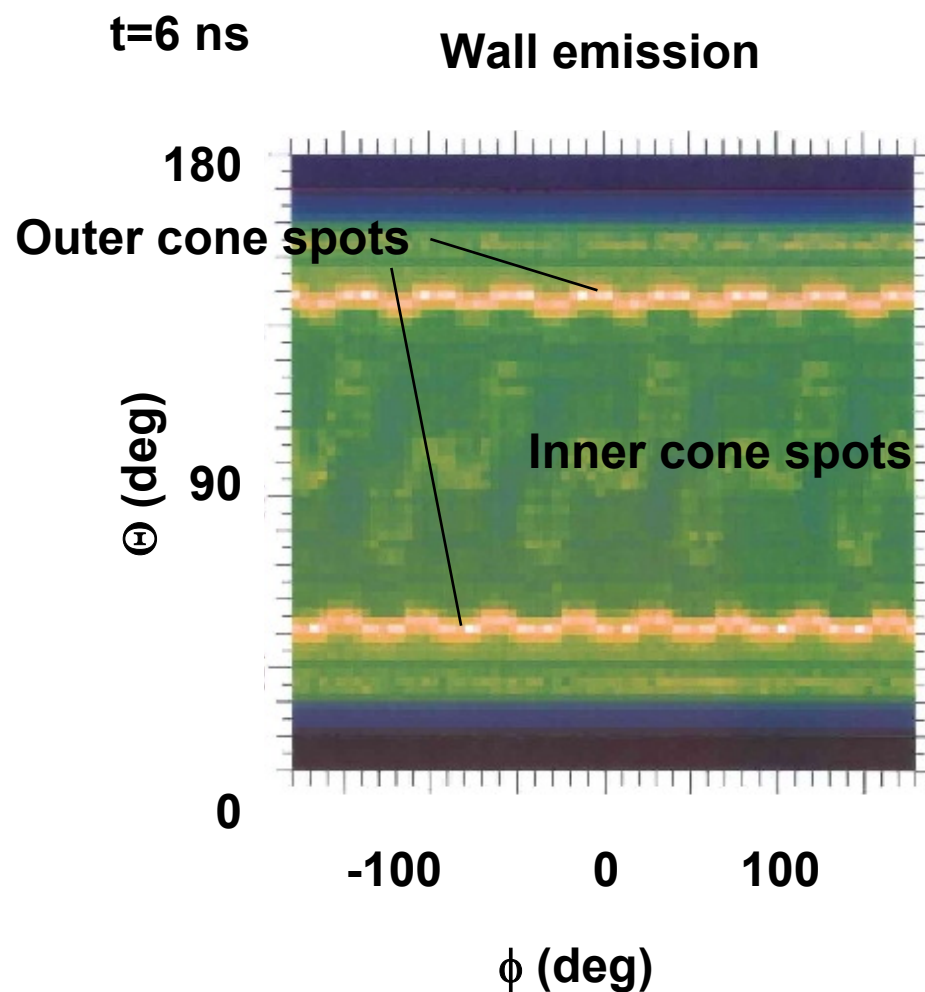 t=6 ns
Wall emission
180
Outer cone spots
Inner cone spots
Θ (deg)
90
0
-100 0 100
ϕ (deg)